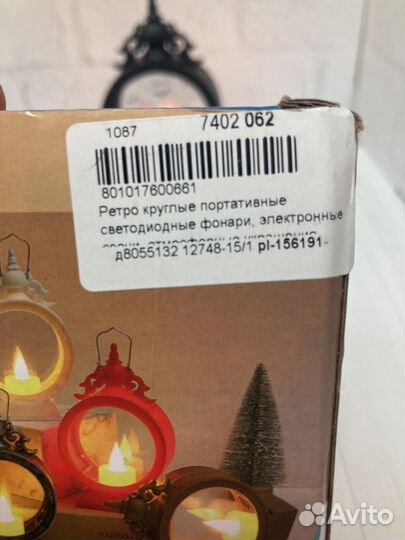 1087 7402 062
801017600661
Ретро круглые портативные
светодиодные фонари, электронные
д8055132 12748-15/1 pl-156191-
Avito